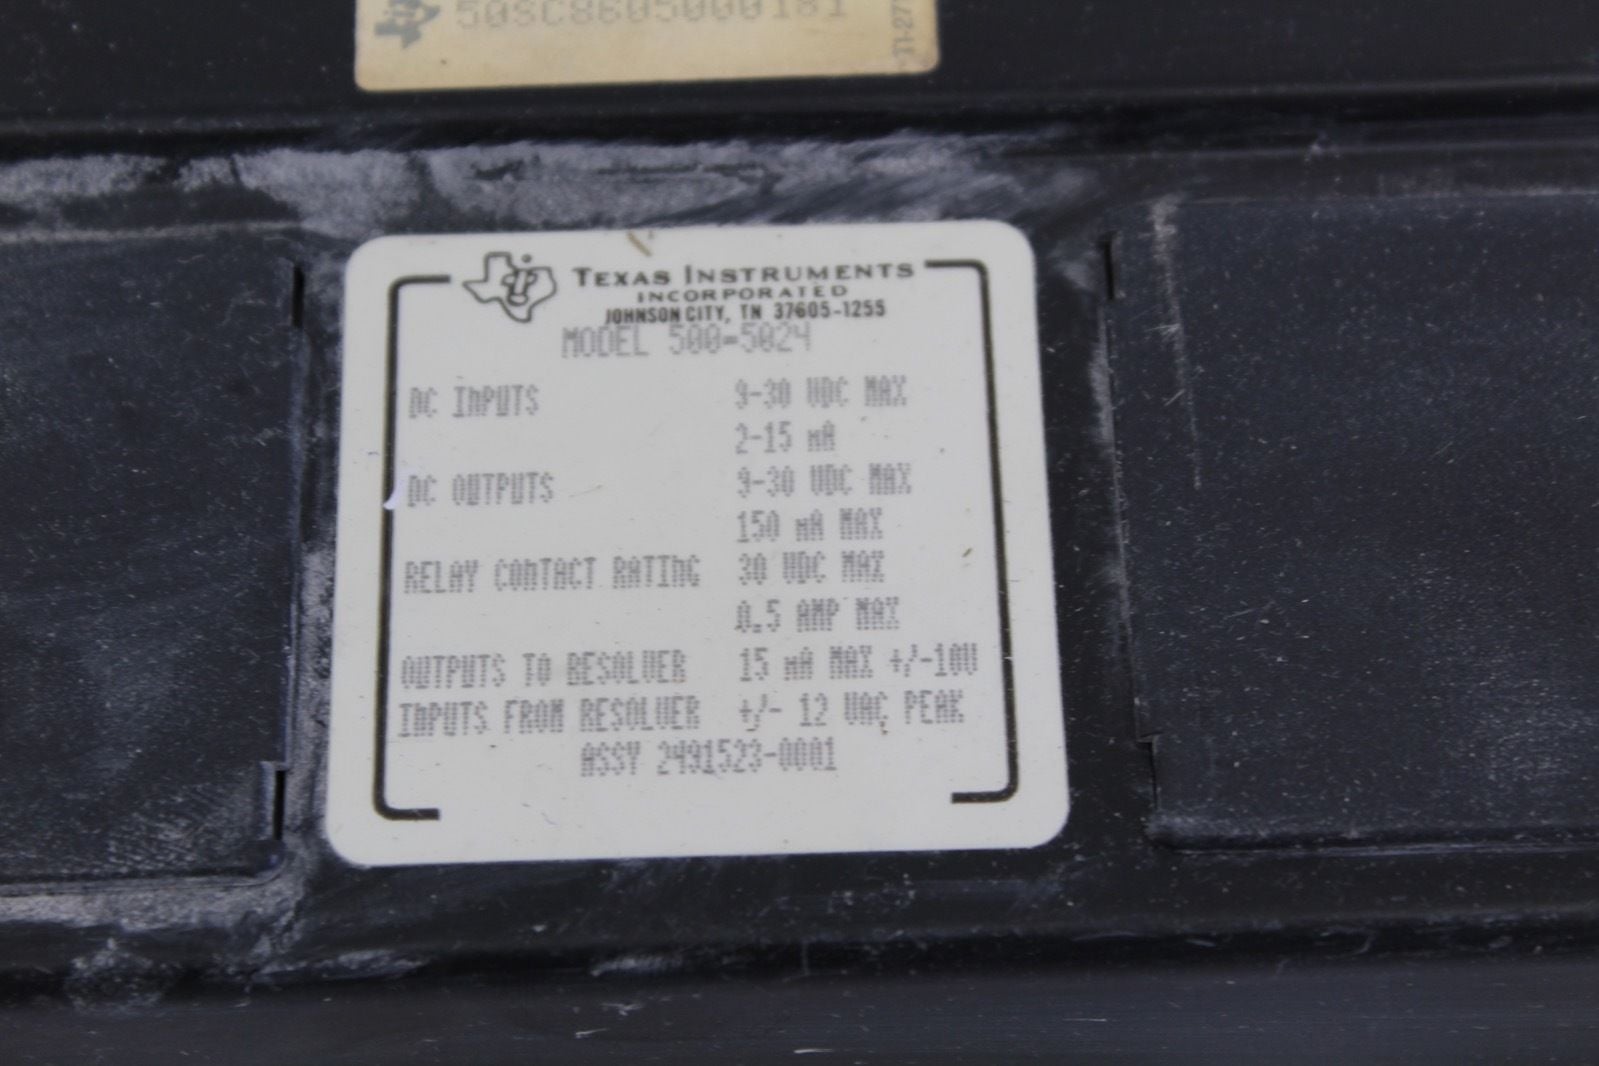 50SC8605000181
TEXAS INSTRUMENTS
INCORPORATED
JOHNSON CITY, TN 37605-1255
MODEL 500-5024
DC INPUTS 9-30 VDC MAX
2-15 mA
DC OUTPUTS 9-30 VDC MAX
150 mA MAX
RELAY CONTACT RATING 30 VDC MAX
0.5 AMP MAX
OUTPUTS TO RESOLVER 15 mA MAX +/-10V
INPUTS FROM RESOLVER +/- 12 VAC PEAK
ASSY 2491523-0001